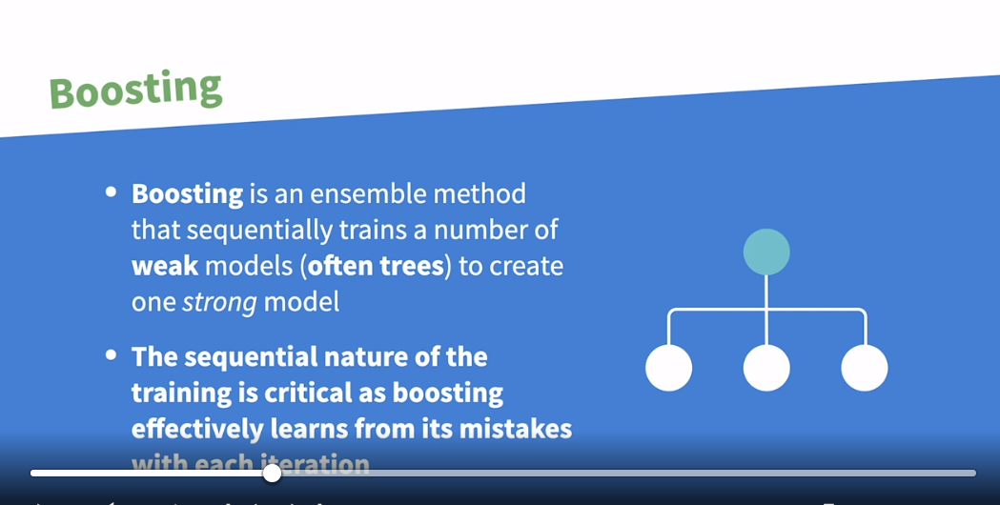 Boosting
• Boosting is an ensemble method
that sequentially trains a number of
weak models (often trees) to create
one strong model
• The sequential nature of the
training is critical as boosting
effectively learns from its mistakes
with each iteration